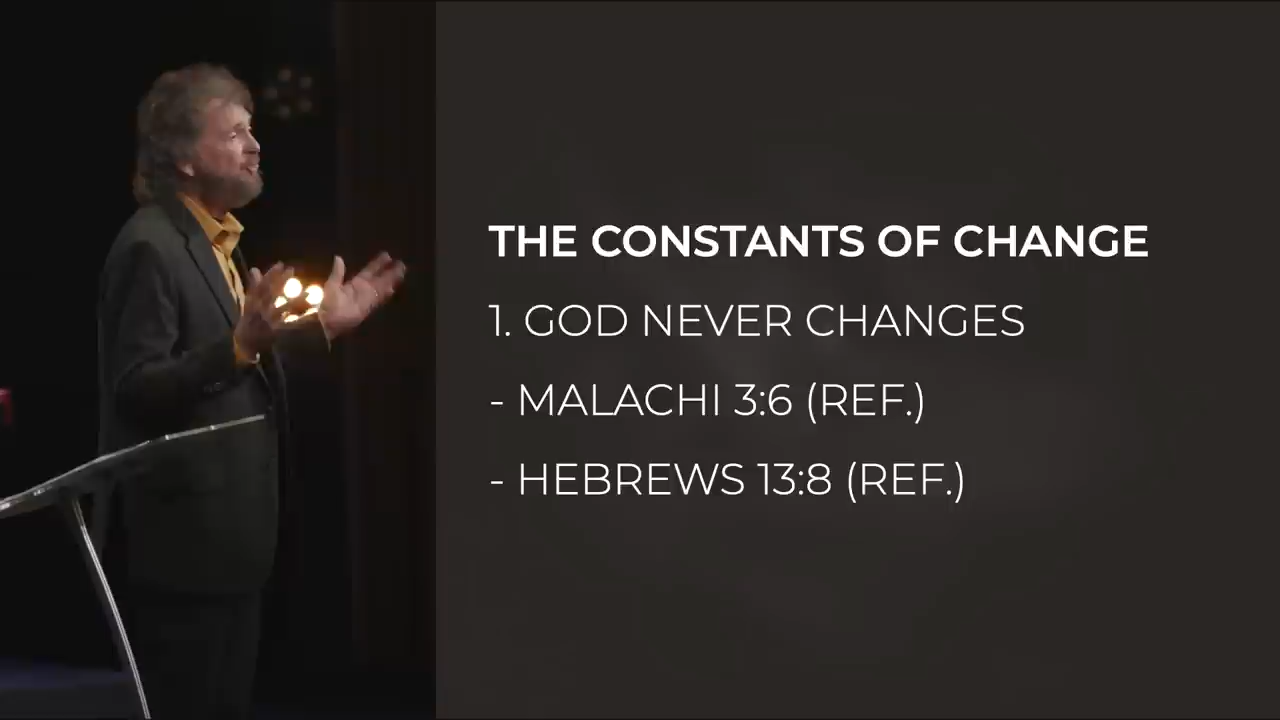 THE CONSTANTS OF CHANGE
1. GOD NEVER CHANGES
- MALACHI 3:6 (REF.)
- HEBREWS 13:8 (REF.)